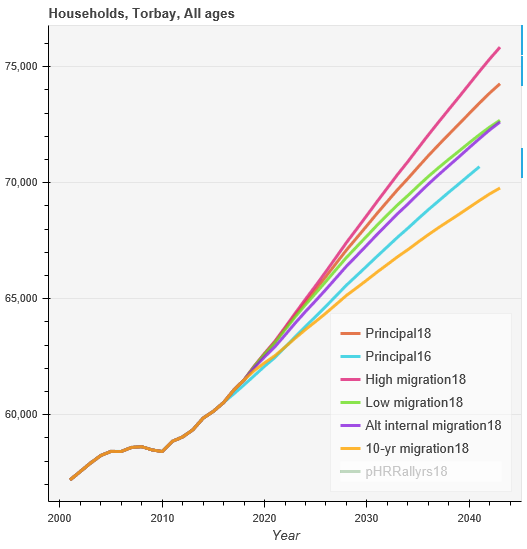 Households, Torbay, All ages
75,000
70,000
65,000
60,000
Principal18
Principal16
High migration18
Low migration18
Alt internal migration18
10-yr migration18
pHRRallyrs18
2000
2010
2020
2030
2040
Year